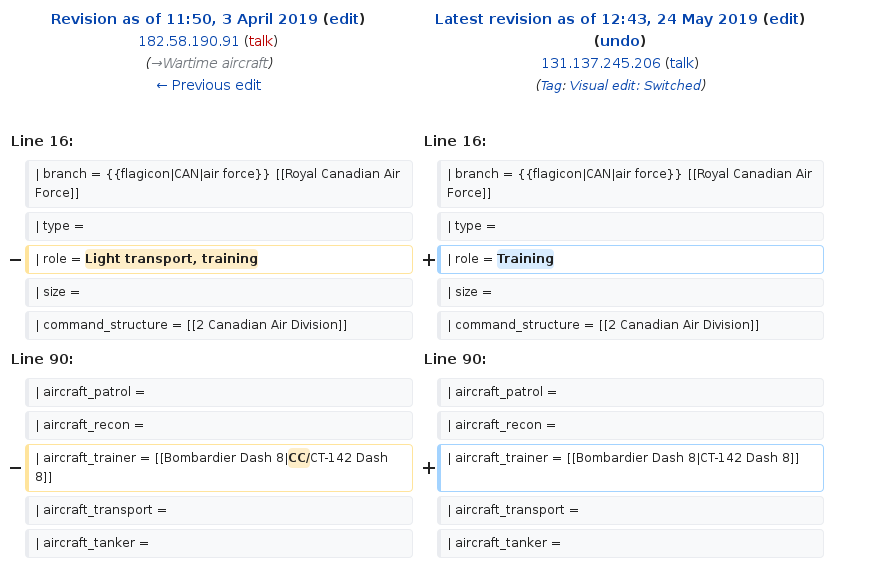 Revision as of 11:50, 3 April 2019 (edit)
182.58.190.91 (talk)
(→Wartime aircraft)
← Previous edit
Latest revision as of 12:43, 24 May 2019 (edit)
(undo)
131.137.245.206 (talk)
(Tag: Visual edit: Switched)
Line 16:
Line 16:
| branch = {{flagicon|CAN|air force}} [[Royal Canadian Air
Force]]
| branch = {{flagicon|CAN|air force}} [[Royal Canadian Air
Force]]
| type =
| type =
− | role = Light transport, training
+ | role = Training
| size =
| size =
| command_structure = [[2 Canadian Air Division]]
| command_structure = [[2 Canadian Air Division]]
Line 90:
Line 90:
| aircraft_patrol =
| aircraft_patrol =
| aircraft_recon =
| aircraft_recon =
− | aircraft_trainer = [[Bombardier Dash 8|CC/CT-142 Dash
8]]
+ | aircraft_trainer = [[Bombardier Dash 8|CT-142 Dash 8]]
| aircraft_transport =
| aircraft_transport =
| aircraft_tanker =
| aircraft_tanker =